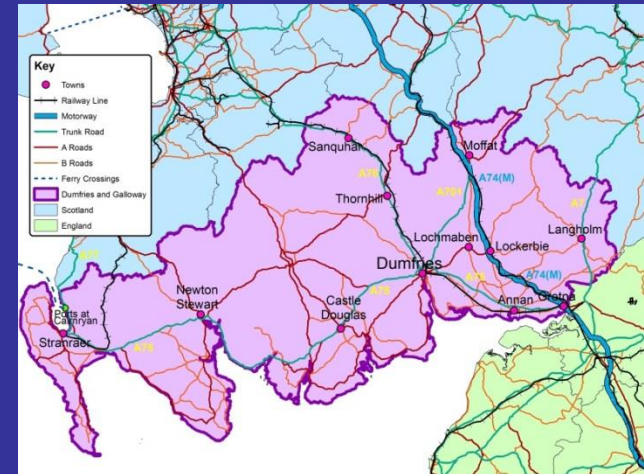 Key
Towns
Railway Line
Motorway
Trunk Road
A Roads
B Roads
Ferry Crossings
Dumfries and Galloway
Scotland
England
Sanquhar
A76
Moffat
Thornhill
A701
A74(M)
A7
Langholm
Lochmaben
Lockerbie
Dumfries
A75
A74(M)
Annan
Gretna
Newton
Stewart
Castle
Douglas
A75
Ports at
Cairnryan
Stranraer
A75
A77